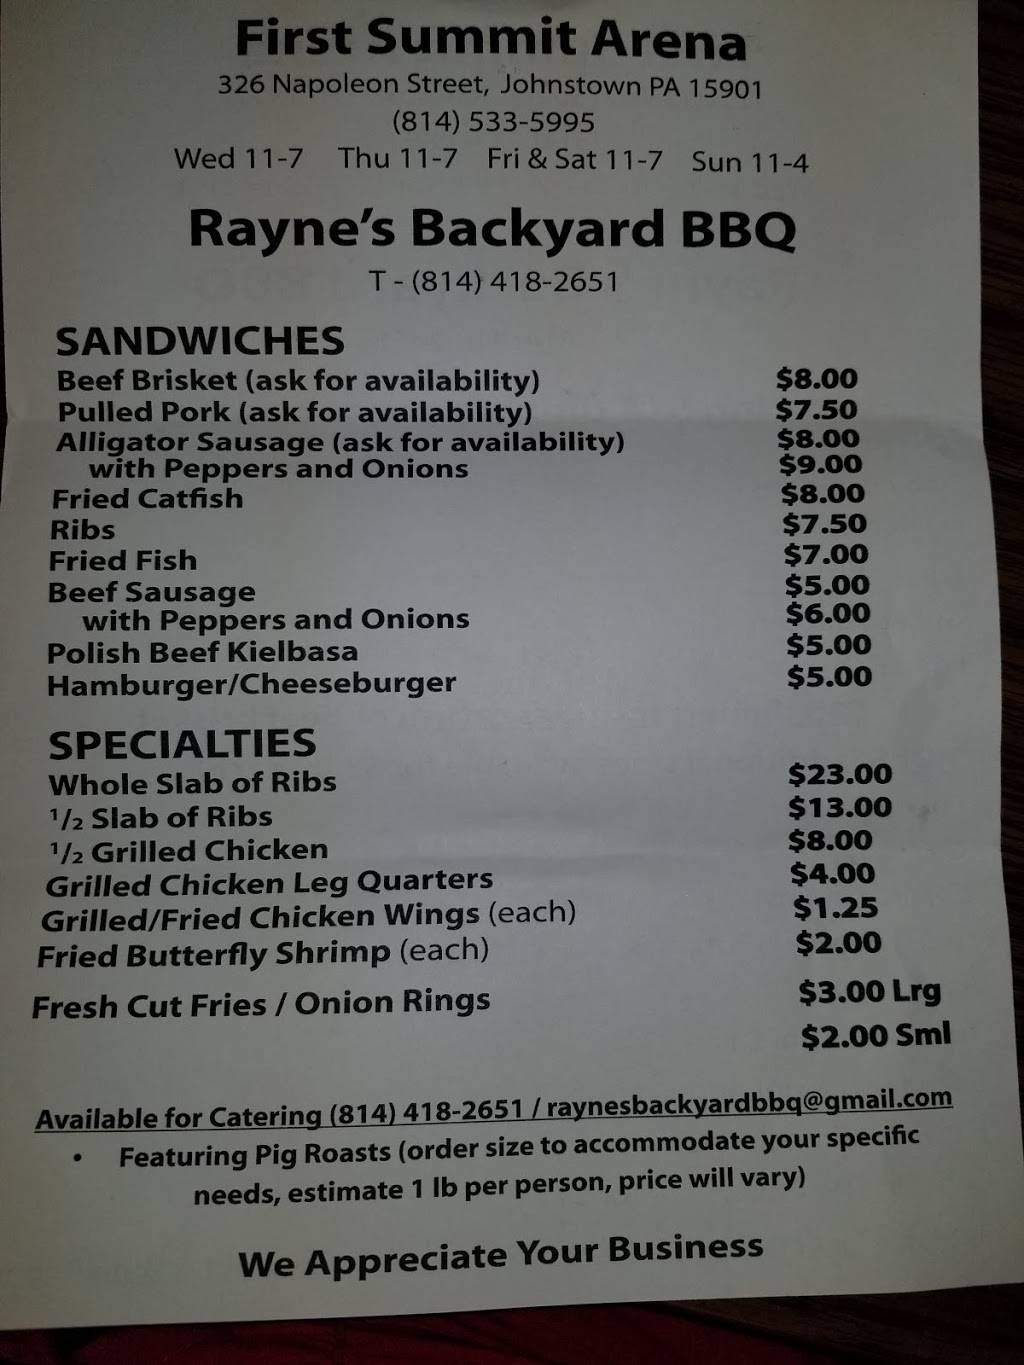 First Summit Arena
326 Napoleon Street, Johnstown PA 15901
(814) 533-5995
Wed 11-7 Thu 11-7 Fri & Sat 11-7 Sun 11-4
Rayne's Backyard BBQ
T - (814) 418-2651
SANDWICHES
Beef Brisket (ask for availability) $8.00
Pulled Pork (ask for availability) $7.50
Alligator Sausage (ask for availability) $8.00
with Peppers and Onions $9.00
Fried Catfish $8.00
Ribs $7.50
Fried Fish $7.00
Beef Sausage $5.00
with Peppers and Onions $6.00
Polish Beef Kielbasa $5.00
Hamburger/Cheeseburger $5.00
SPECIALTIES
Whole Slab of Ribs $23.00
1/2 Slab of Ribs $13.00
1/2 Grilled Chicken $8.00
Grilled Chicken Leg Quarters $4.00
Grilled/Fried Chicken Wings (each) $1.25
Fried Butterfly Shrimp (each) $2.00
Fresh Cut Fries / Onion Rings $3.00 Lrg
$2.00 Sml
Available for Catering (814) 418-2651 / raynesbackyardbbq@gmail.com
• Featuring Pig Roasts (order size to accommodate your specific
needs, estimate 1 lb per person, price will vary)
We Appreciate Your Business